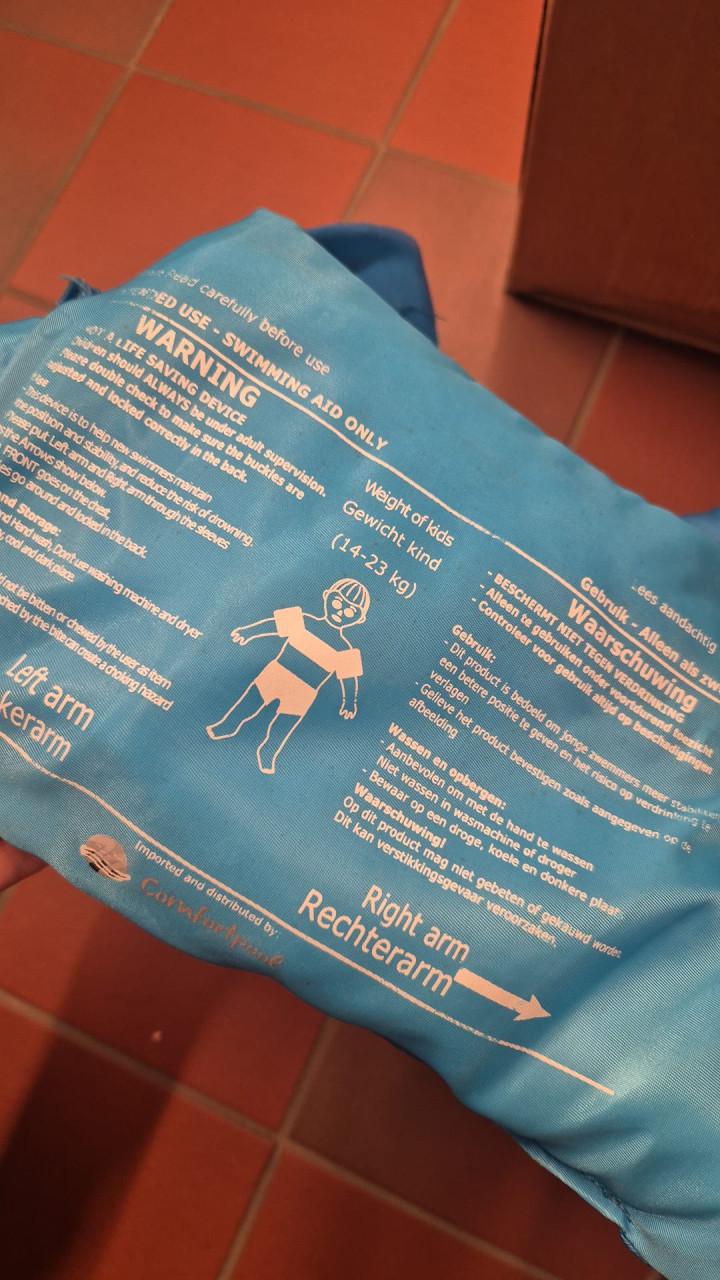 Read carefully before use
USE - SWIMMING AID ONLY
WARNING
A LIFE SAVING DEVICE
Children should ALWAYS be under adult supervision.
Please double check to make sure the buckles are
adjusted and locked correctly in the back.
device is to help new swimmers maintain
position and stability, and reduce the risk of drowning.
Please put Left arm and Right arm through the sleeves
the Arrows show below.
FRONT goes on the chest,
go around and locked in the back.
and Storage:
Hand wash, Don't use washing machine and dryer
cool and dark place.
not be bitten or chewed by the user as item
by the bite can create a choking hazard
Left arm
kerarm
Weight of kids
Gewicht kind
(14-23 kg)
Lees aandachtig
Gebruik - Alleen als
Waarschuwing
- BESCHERMT NIET TEGEN VERDRINKING
- Alleen te gebruiken onder voortdurend toezicht
- Controleer voor gebruik altijd op beschadigingen
Gebruik:
- Dit product is bedoeld om jonge zwemmers meer
een betere positie te geven en het risico op verdrinking te
verlagen
- Gelieve het product bevestigen zoals aangegeven op de
afbeelding
Wassen en opbergen:
- Aanbevolen om met de hand te wassen
Niet wassen in wasmachine of droger
- Bewaar op een droge, koele en donkere plaats
Waarschuwing!
Op dit product mag niet gebeten of gekauwd worden
Dit kan verstikkingsgevaar veroorzaken.
Right arm
Rechterarm
Imported and distributed by:
Comfortpool